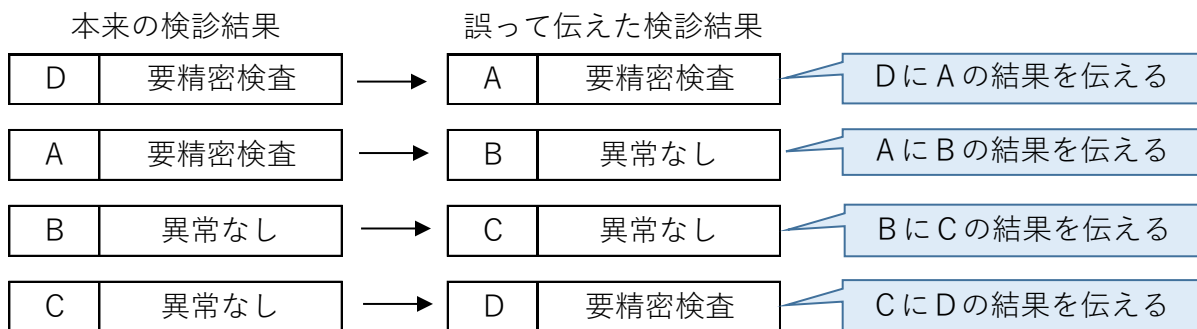 本来の検診結果 誤って伝えた検診結果
D 要精密検査 A 要精密検査 DにAの結果を伝える
A 要精密検査 B 異常なし AにBの結果を伝える
B 異常なし C 異常なし BにCの結果を伝える
C 異常なし D 要精密検査 CにDの結果を伝える